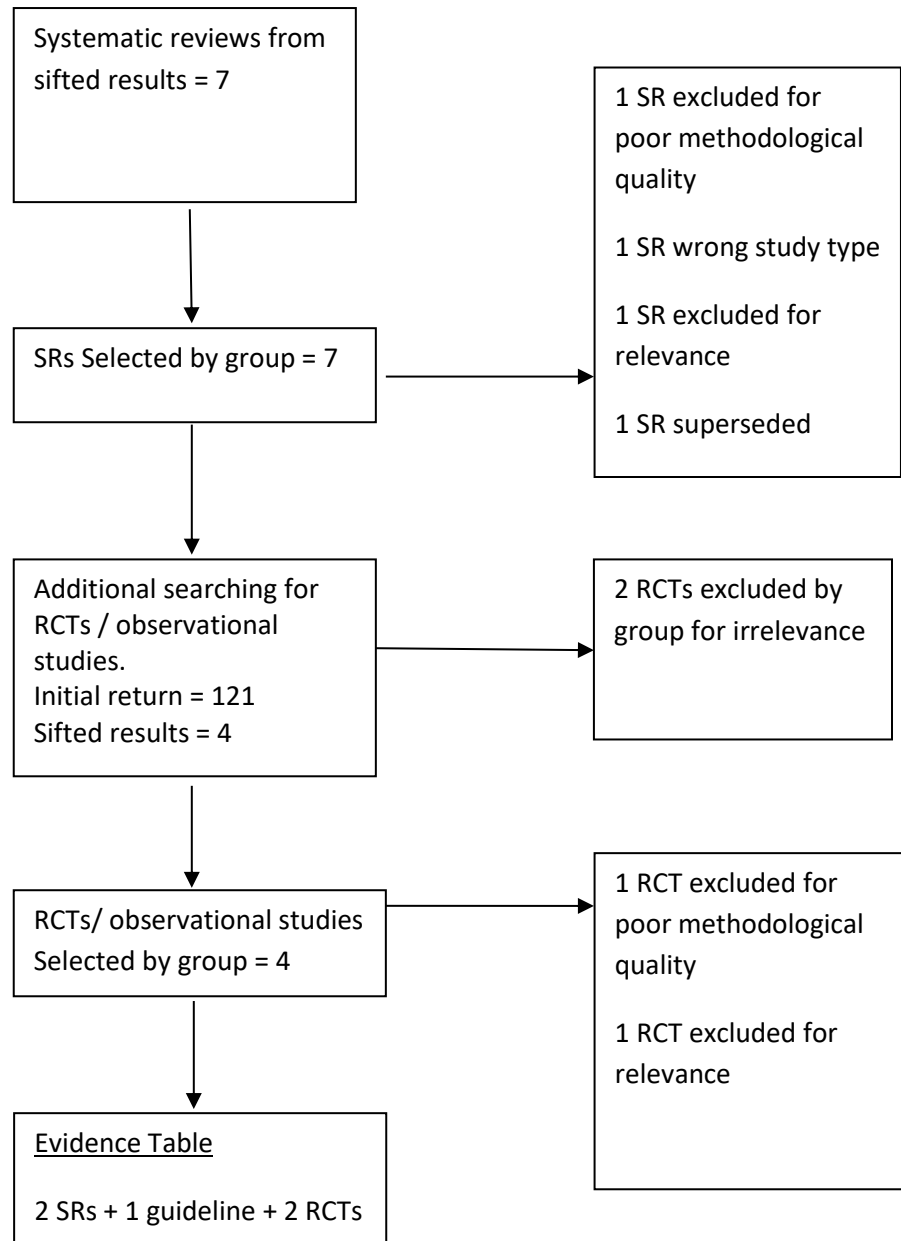 Systematic reviews from
sifted results = 7
1 SR excluded for
poor methodological
quality
1 SR wrong study type
1 SR excluded for
relevance
1 SR superseded
SRs Selected by group = 7
Additional searching for
RCTs / observational
studies.
Initial return = 121
Sifted results = 4
2 RCTs excluded by
group for irrelevance
RCTs/ observational studies
Selected by group = 4
1 RCT excluded for
poor methodological
quality
1 RCT excluded for
relevance
Evidence Table
2 SRs + 1 guideline + 2 RCTs